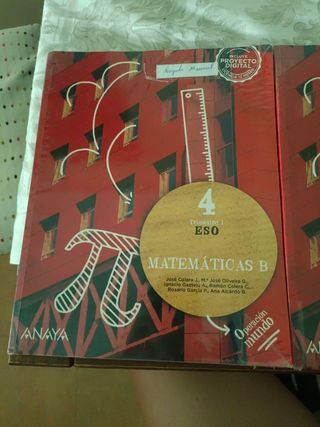 INCLUYE
PROYECTO
DIGITAL
4
Trimestre 1
ESO
MATEMÁTICAS B
José Colera J., Mª José Oliveira G.,
Ignacio Gaztelu A., Ramón Colera C.,
Rosario García P., Ana Aicardo B.
Operación
mundo
ANAYA